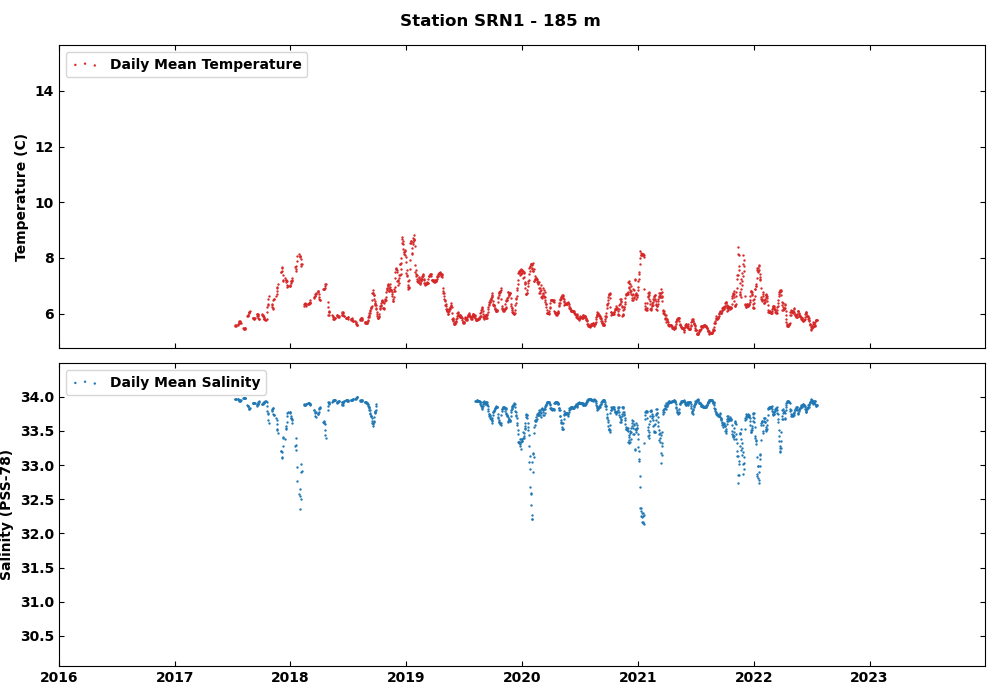 Station SRN1 - 185 m
Daily Mean Temperature
14
12
10
8
6
Temperature (C)
Daily Mean Salinity
34.0
33.5
33.0
32.5
32.0
31.5
31.0
30.5
Salinity (PSS-78)
2016 2017 2018 2019 2020 2021 2022 2023